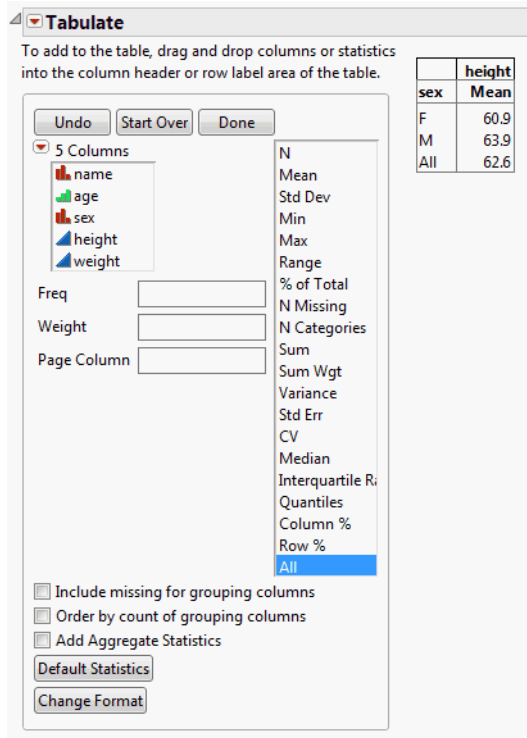 Tabulate
To add to the table, drag and drop columns or statistics
into the column header or row label area of the table.
Undo Start Over Done
5 Columns
name
age
sex
height
weight
Freq
Weight
Page Column
N
Mean
Std Dev
Min
Max
Range
% of Total
N Missing
N Categories
Sum
Sum Wgt
Variance
Std Err
CV
Median
Interquartile Ra
Quantiles
Column %
Row %
All
Include missing for grouping columns
Order by count of grouping columns
Add Aggregate Statistics
Default Statistics
Change Format
height
sex Mean
F 60.9
M 63.9
All 62.6